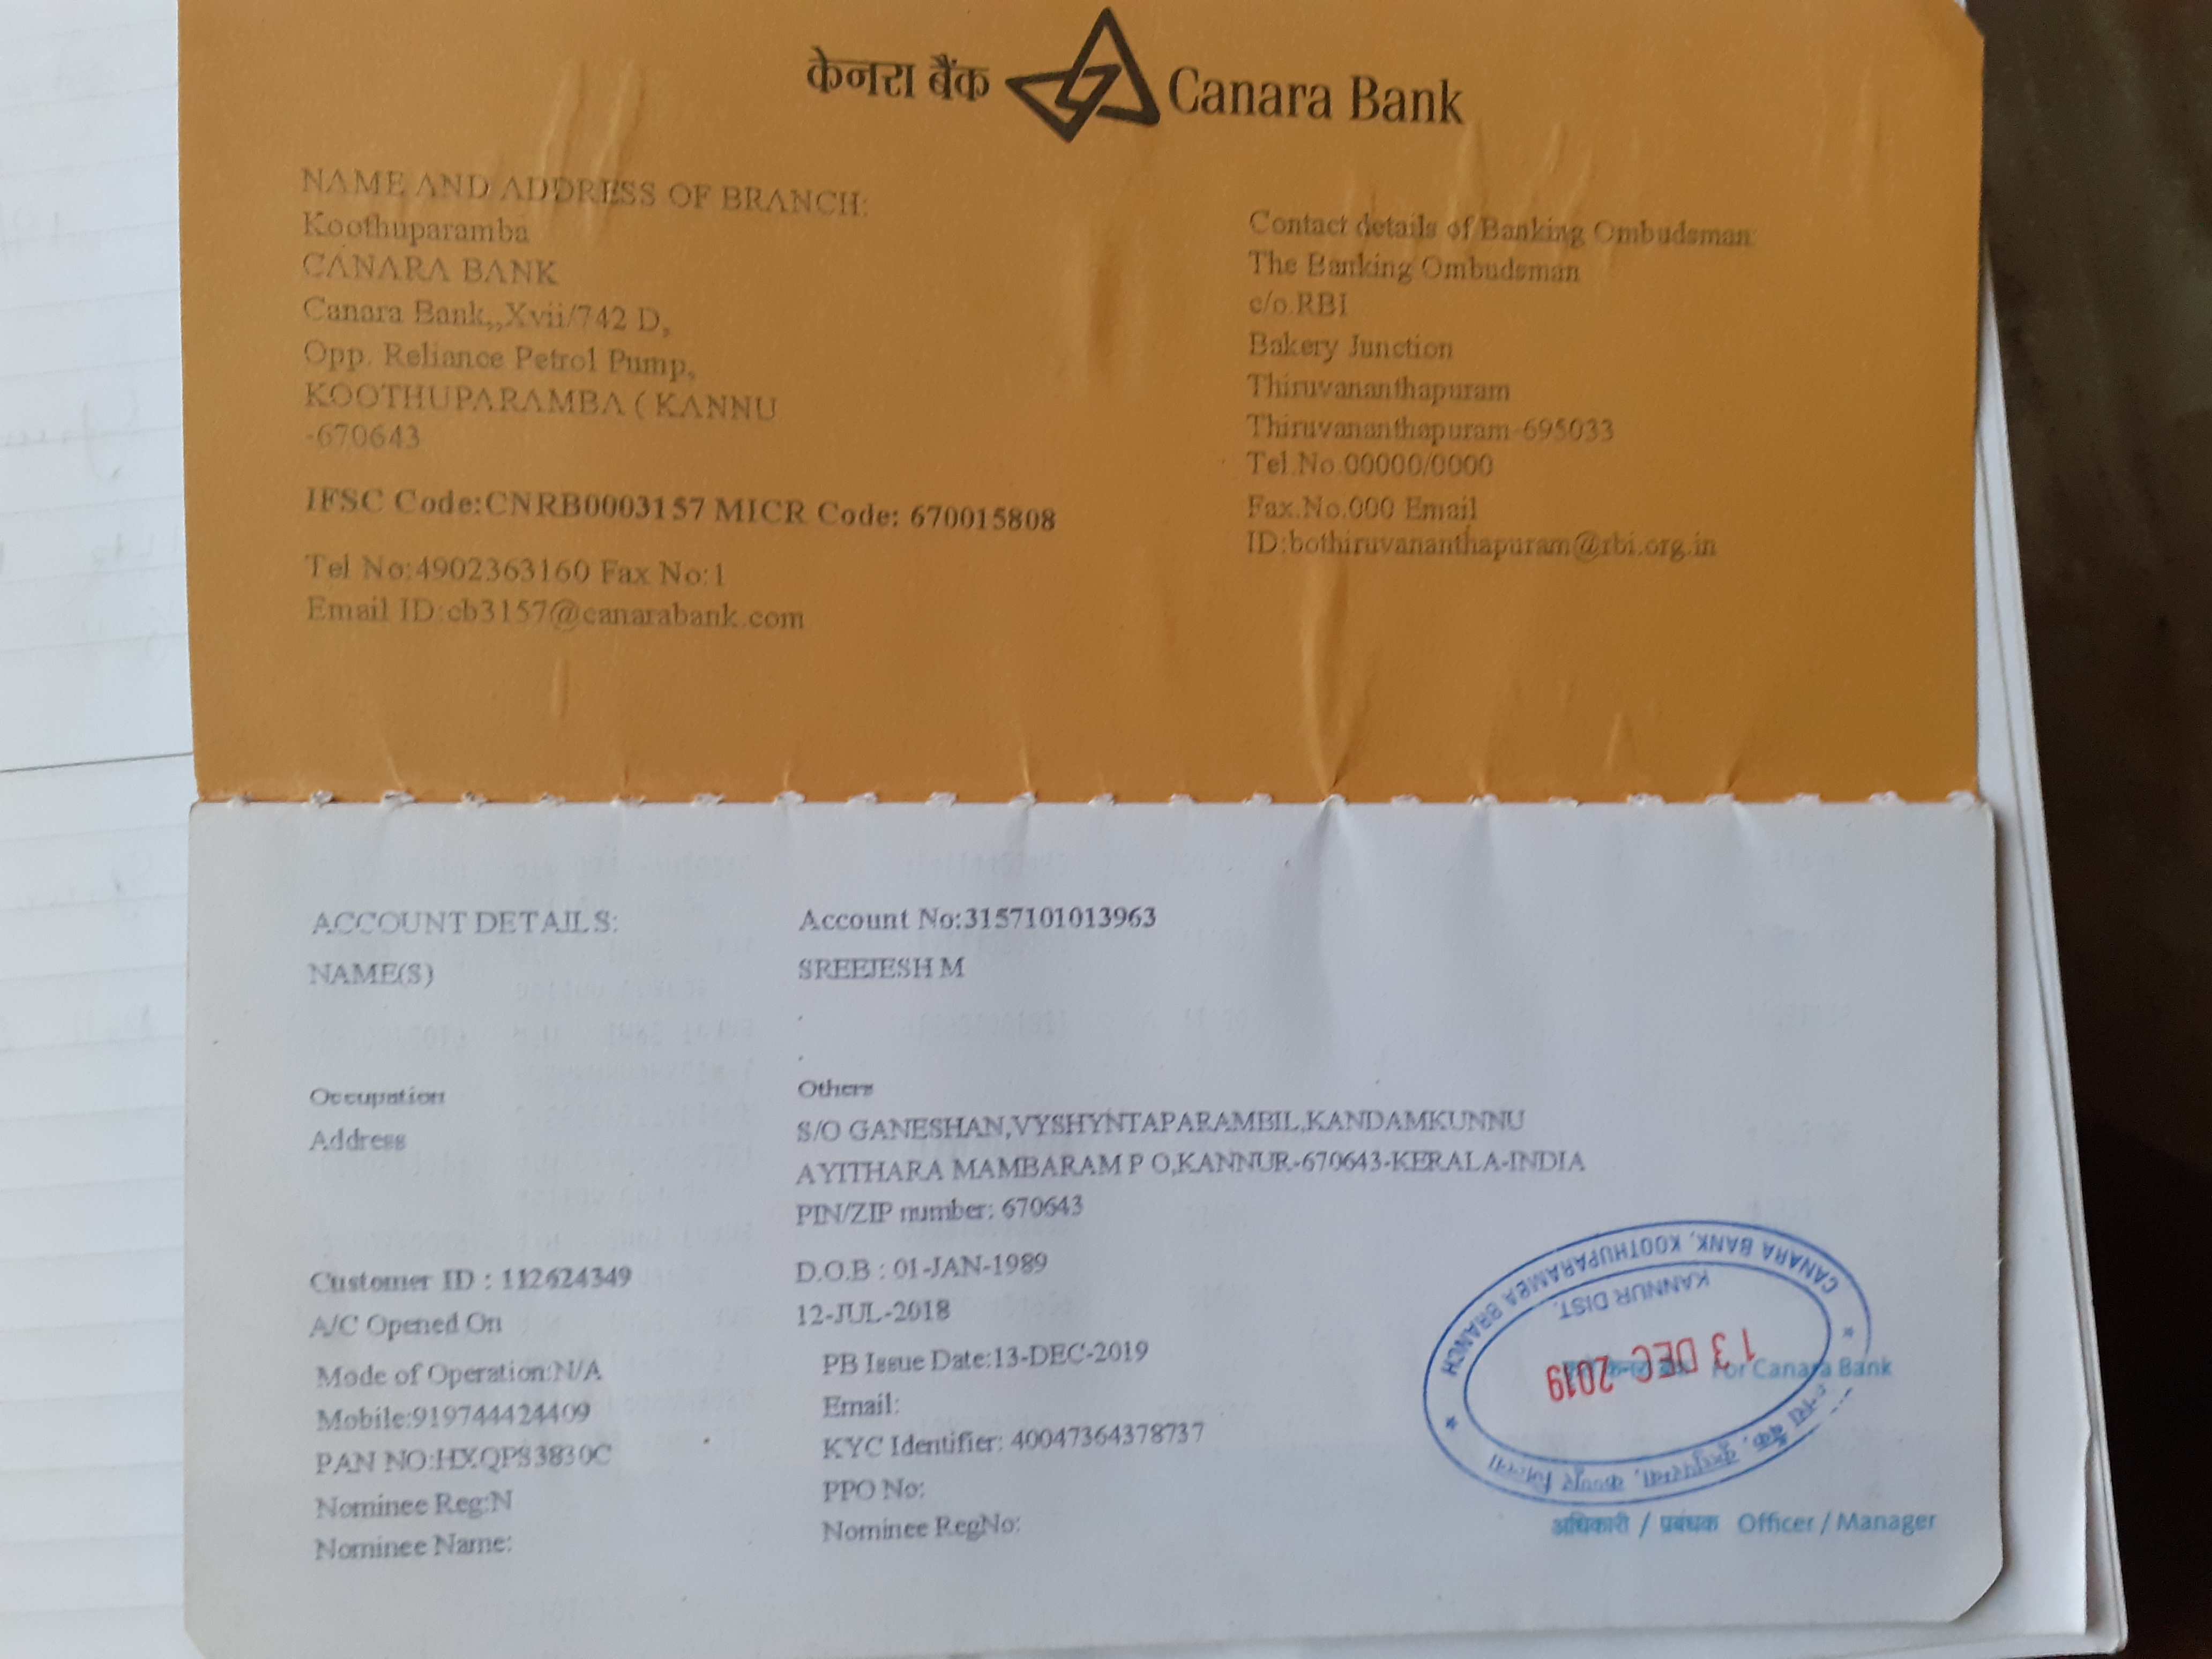 केनरा बैंक Canara Bank
NAME AND ADDRESS OF BRANCH:
Koothuparamba
CANARA BANK
Canara Bank,,,Xvii/742 D,
Opp. Reliance Petrol Pump,
KOOTHUPARAMBA ( KANNU
-670643
IFSC Code:CNRB0003157 MICR Code: 670015808
Tel No:4902363160 Fax No:1
Email ID:cb3157@canarabank.com
Contact details of Banking Ombudsman
The Banking Ombudsman
c/o.RBI
Bakery Junction
Thiruvananthapuram
Thiruvananthapuram-695033
Tel.No.00000/0000
Fax.No.000 Email
ID:bothiruvananthapuram@rbi.org.in
ACCOUNT DETAILS: Account No:3157101013963
NAME(S) SREEJESH M
Occupation Others
Address S/O GANESHAN,VYSHYNTAPARAMBIL,KANDAMKUNNU
AYITHARA MAMBARAM P O,KANNUR-670643-KERALA-INDIA
PIN/ZIP number: 670643
Customer ID : 112624349 D.O.B : 01-JAN-1989
A/C Opened On 12-JUL-2018
Mode of Operation:N/A PB Issue Date:13-DEC-2019
Mobile:919744424409 Email:
PAN NO:HXQPS3830C KYC Identifier: 40047364378737
Nominee Reg:N PPO No:
Nominee Name: Nominee RegNo:
CANARA BANK, KOOTHUPARAMBA BRANCH
KANNUR DIST.
13 DEC 2019
For Canara Bank
अधिकारी / प्रबंधक Officer / Manager